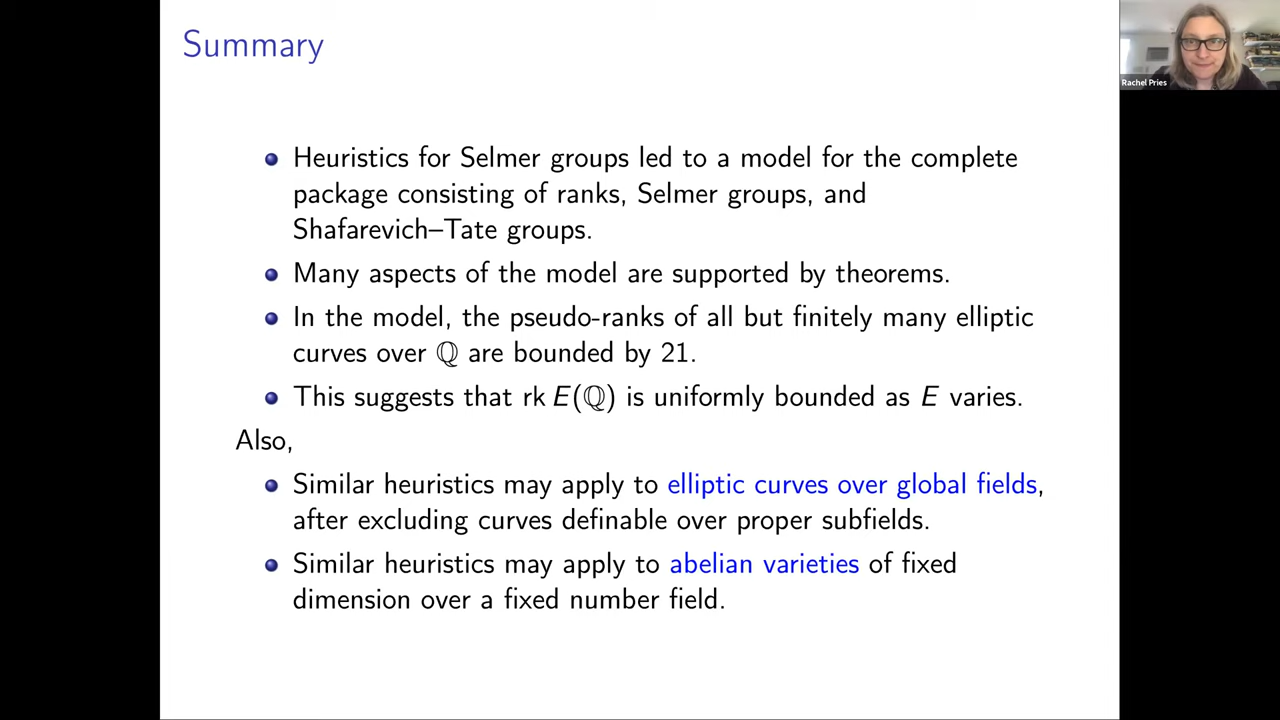 Summary
Rachel Pries
Heuristics for Selmer groups led to a model for the complete
package consisting of ranks, Selmer groups, and
Shafarevich–Tate groups.
Many aspects of the model are supported by theorems.
In the model, the pseudo-ranks of all but finitely many elliptic
curves over ℚ are bounded by 21.
This suggests that rk E(ℚ) is uniformly bounded as E varies.
Also,
Similar heuristics may apply to elliptic curves over global fields,
after excluding curves definable over proper subfields.
Similar heuristics may apply to abelian varieties of fixed
dimension over a fixed number field.